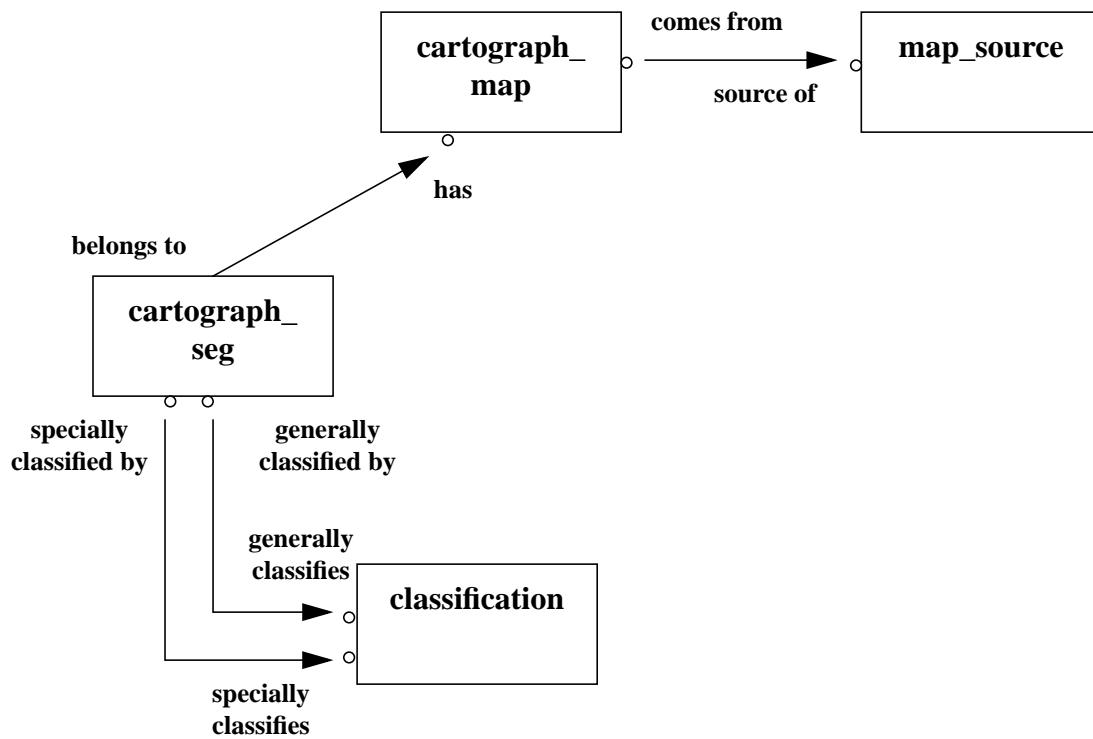 cartograph_
map
comes from
source of
map_source
has
belongs to
cartograph_
seg
specially
classified by
generally
classified by
generally
classifies
classification
specially
classifies